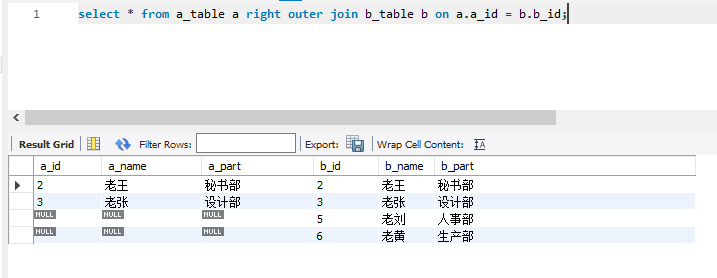 1 select * from a_table a right outer join b_table b on a.a_id = b.b_id;
Result Grid Filter Rows: Export: Wrap Cell Content: IA
a_id a_name a_part b_id b_name b_part
2 老王 秘书部 2 老王 秘书部
3 老张 设计部 3 老张 设计部
NULL NULL NULL 5 老刘 人事部
NULL NULL NULL 6 老黄 生产部